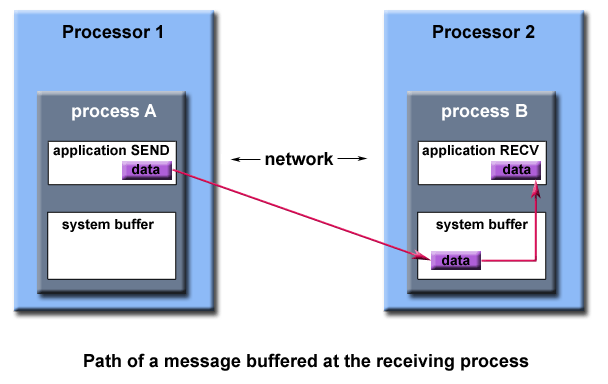 Processor 1
Processor 2
process A
process B
application SEND
data
network
application RECV
data
system buffer
system buffer
data
Path of a message buffered at the receiving process